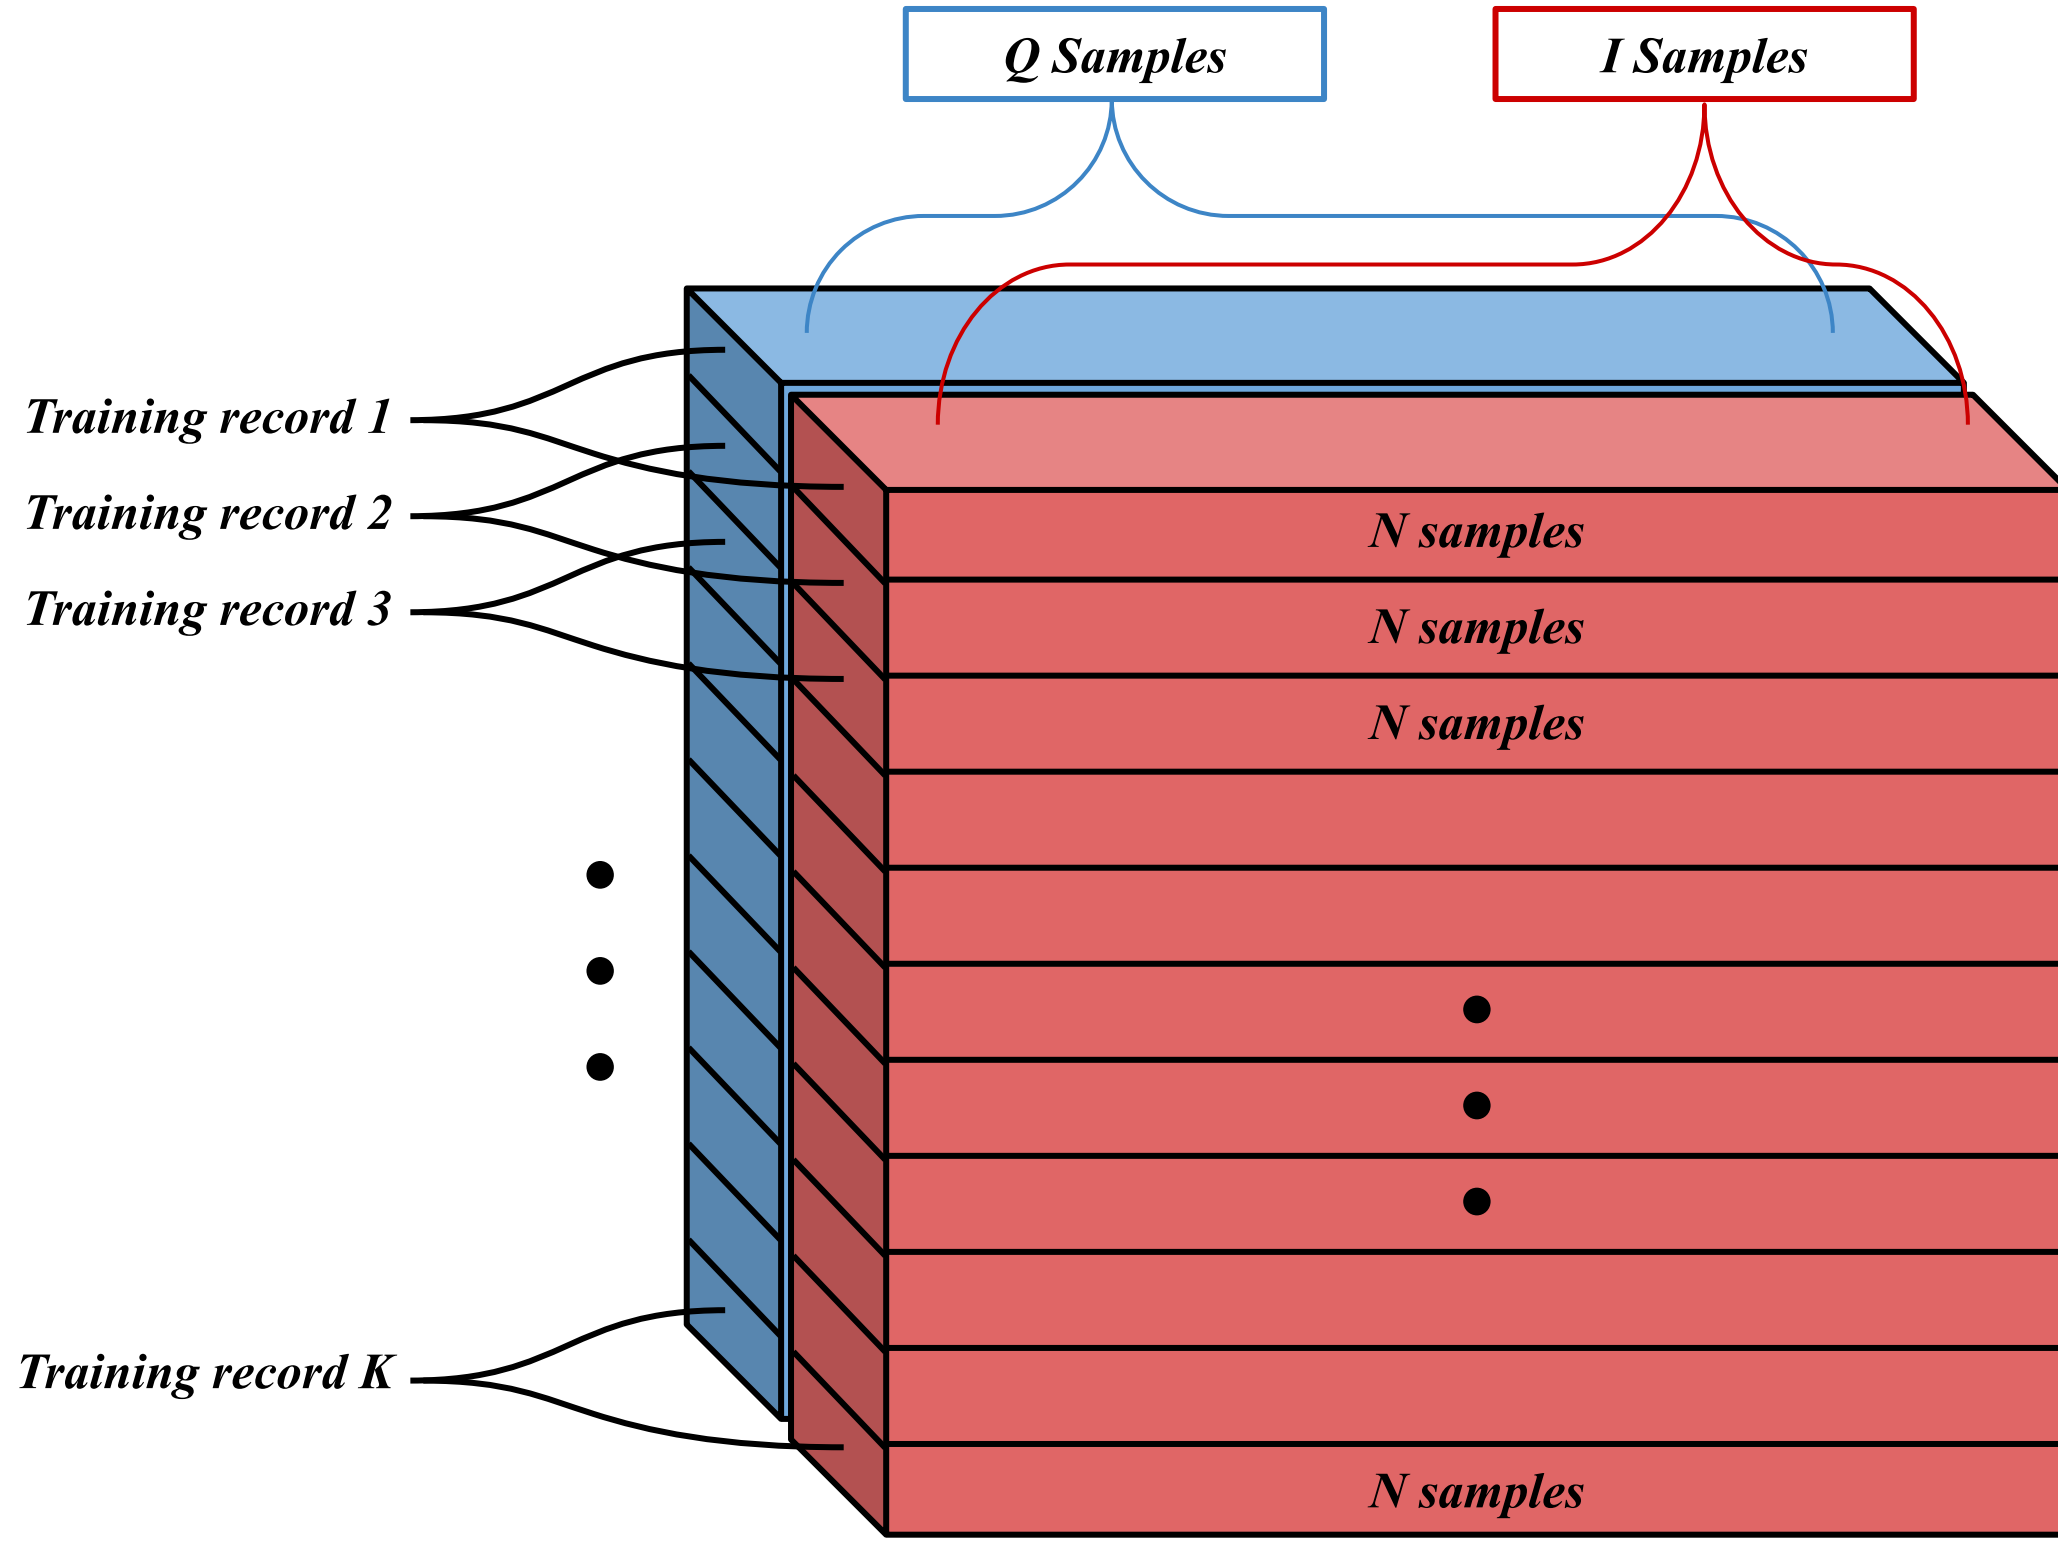 Q Samples
I Samples
Training record 1
Training record 2
Training record 3
Training record K
N samples
N samples
N samples
N samples